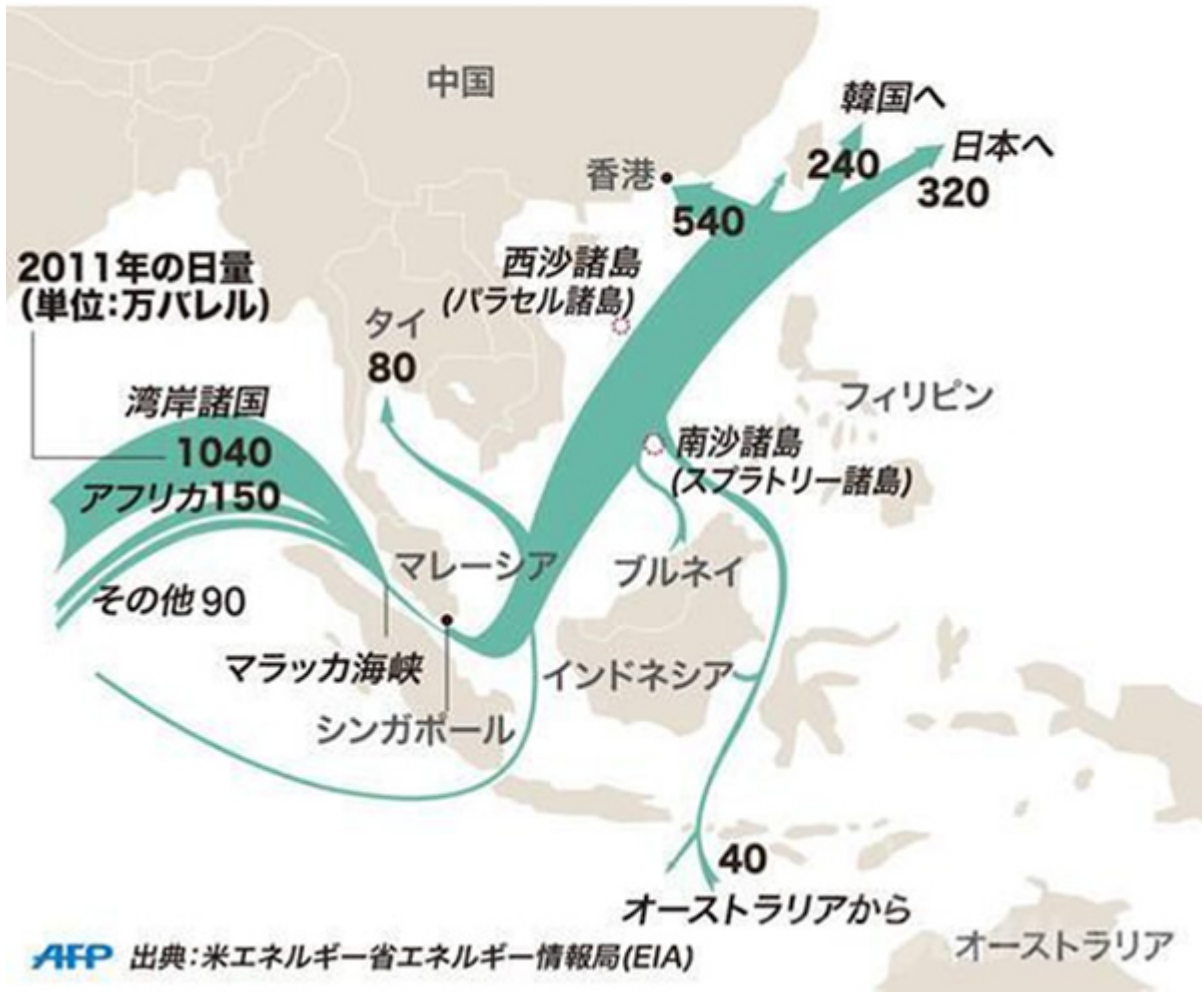 中国
韓国へ
日本へ
240
320
香港
540
西沙諸島
(パラセル諸島)
2011年の日量
(単位:万バレル)
タイ
80
湾岸諸国
1040
アフリカ150
その他90
フィリピン
南沙諸島
(スプラトリー諸島)
マレーシア
ブルネイ
マラッカ海峡
シンガポール
インドネシア
40
オーストラリアから
オーストラリア
AFP 出典:米エネルギー省エネルギー情報局(EIA)